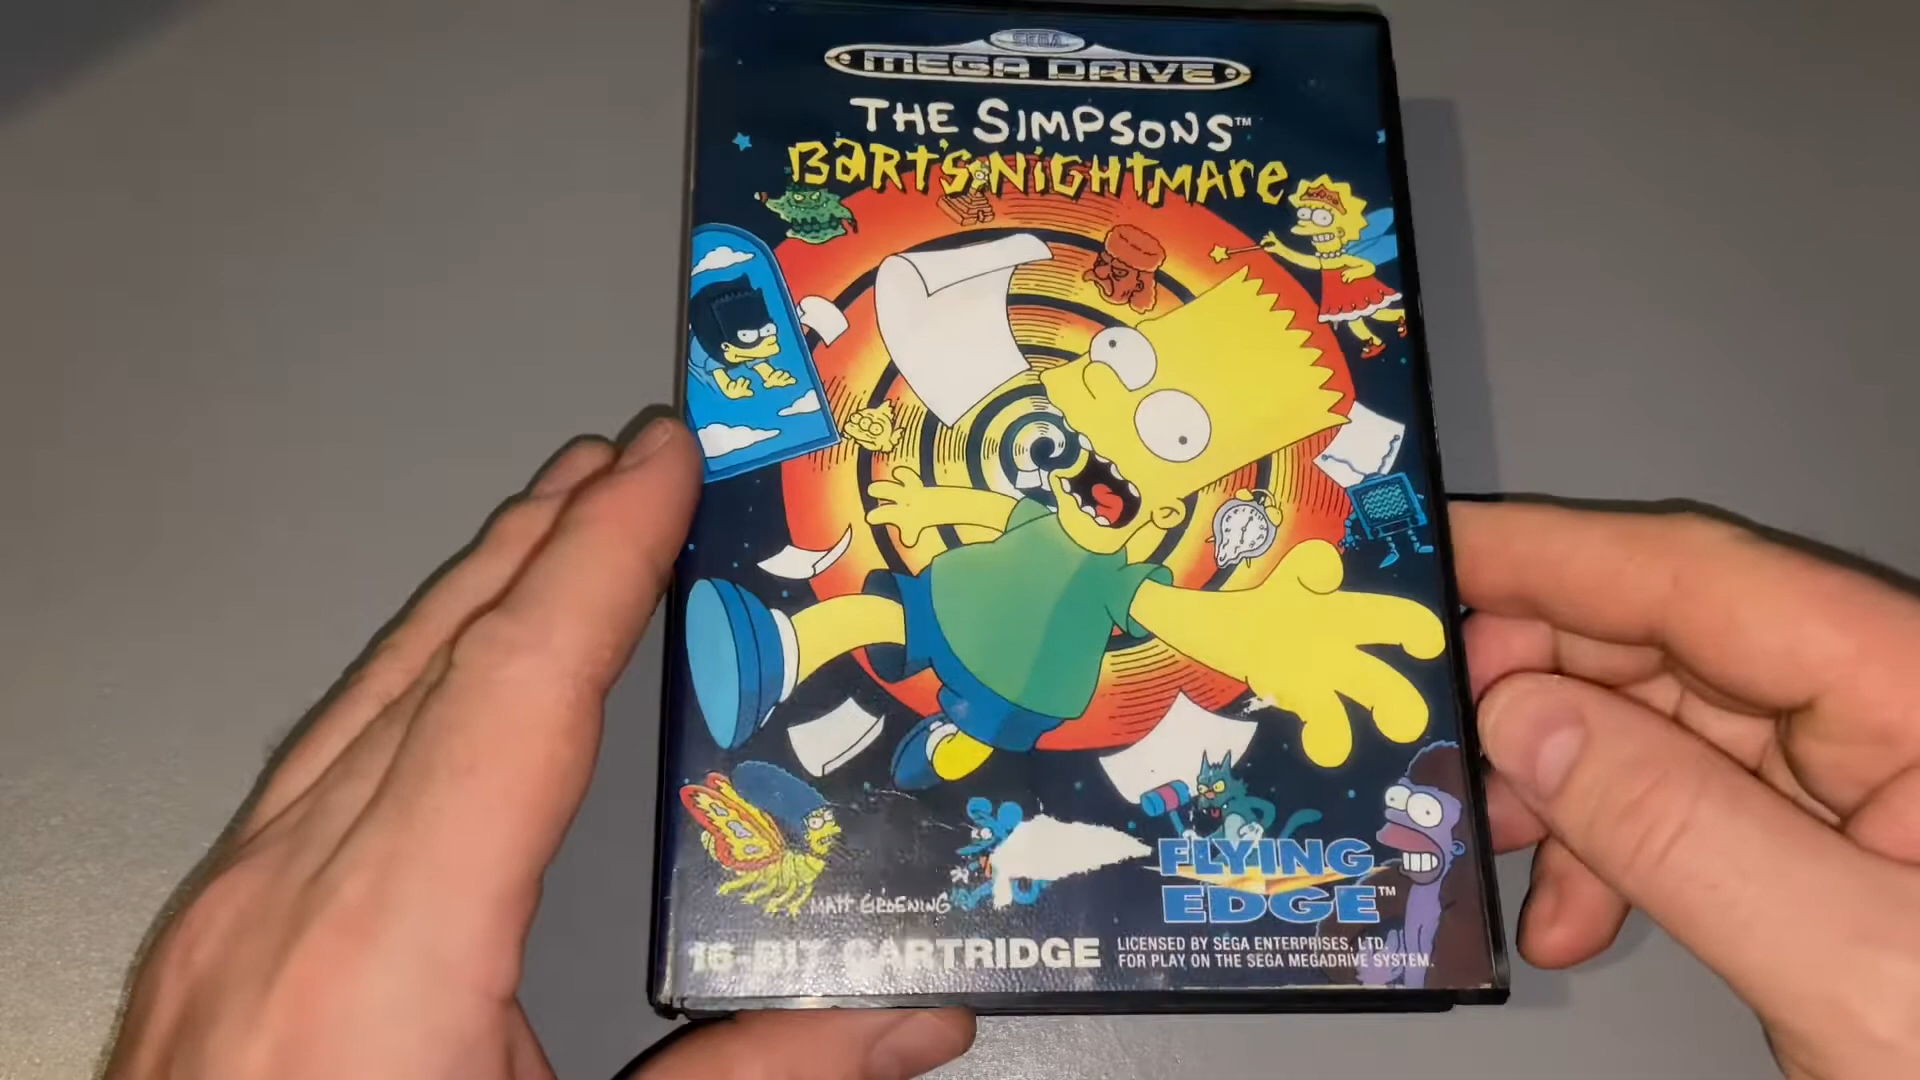 SEGA
MEGA DRIVE
THE SIMPSONS™
BART'S NIGHTMARE
MATT GROENING
FLYING
EDGE™
16-BIT CARTRIDGE
LICENSED BY SEGA ENTERPRISES, LTD.
FOR PLAY ON THE SEGA MEGADRIVE SYSTEM.